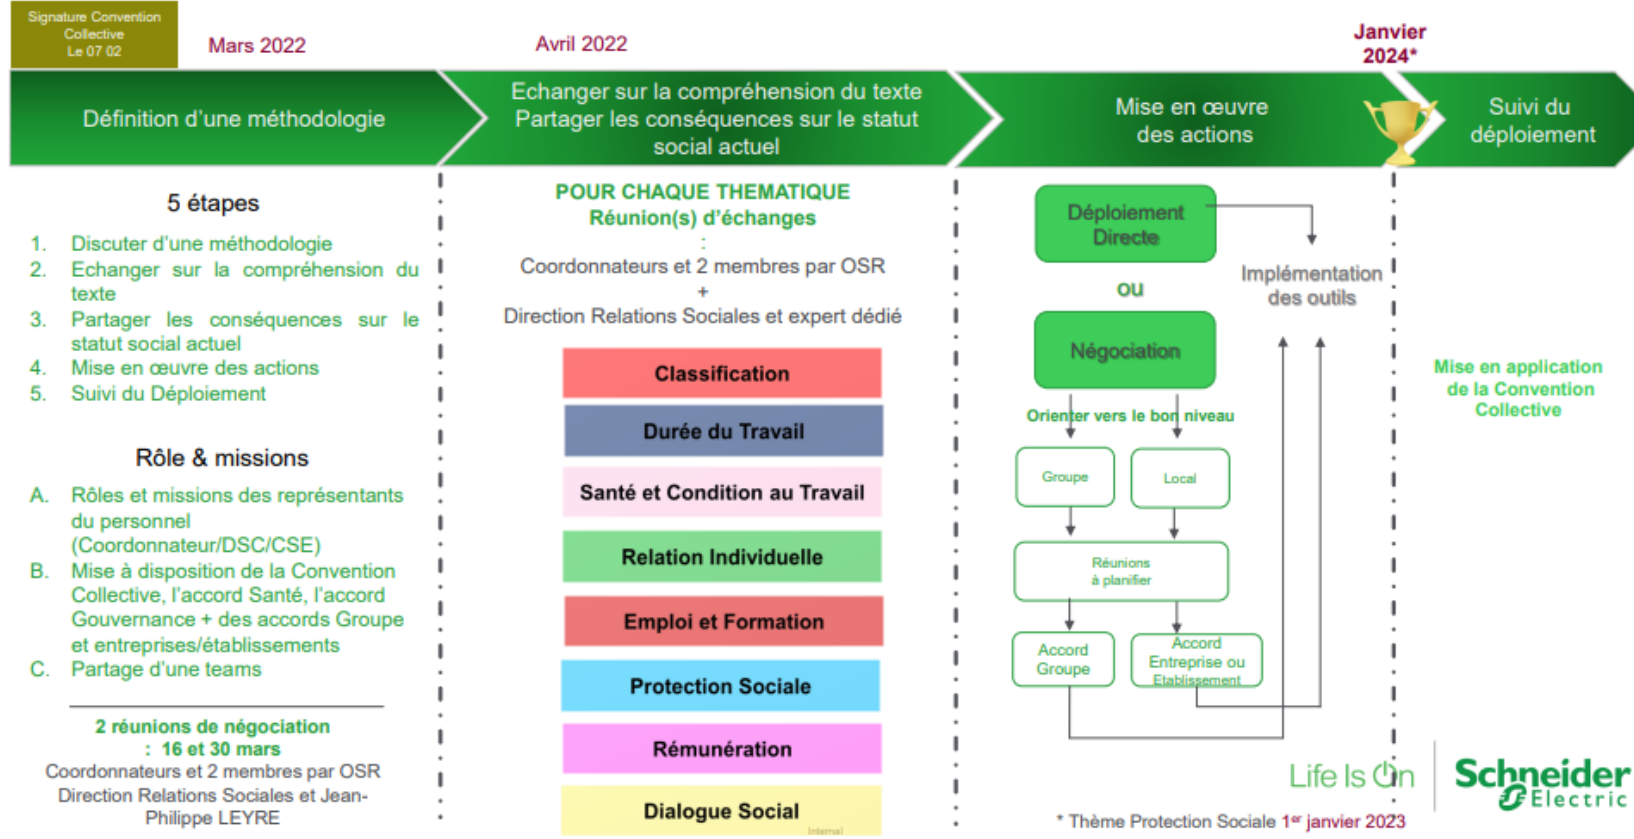 Signature Convention
Collective
Le 07 02
Mars 2022
Avril 2022
Janvier
2024*
Définition d'une méthodologie
Echanger sur la compréhension du texte
Partager les conséquences sur le statut
social actuel
Mise en œuvre
des actions
Suivi du
déploiement
5 étapes
1. Discuter d'une méthodologie
2. Echanger sur la compréhension du
texte
3. Partager les conséquences sur le
statut social actuel
4. Mise en œuvre des actions
5. Suivi du Déploiement
Rôle & missions
A. Rôles et missions des représentants
du personnel
(Coordonnateur/DSC/CSE)
B. Mise à disposition de la Convention
Collective, l'accord Santé, l'accord
Gouvernance + des accords Groupe
et entreprises/établissements
C. Partage d'une teams
2 réunions de négociation
: 16 et 30 mars
Coordonnateurs et 2 membres par OSR
Direction Relations Sociales et Jean-
Philippe LEYRE
POUR CHAQUE THEMATIQUE
Réunion(s) d'échanges
:
Coordonnateurs et 2 membres par OSR
+
Direction Relations Sociales et expert dédié
Classification
Durée du Travail
Santé et Condition au Travail
Relation Individuelle
Emploi et Formation
Protection Sociale
Rémunération
Dialogue Social
Internal
Déploiement
Directe
ou
Négociation
Implémentation
des outils
Orienter vers le bon niveau
Groupe
Local
Réunions
à planifier
Accord
Groupe
Accord
Entreprise ou
Etablissement
Mise en application
de la Convention
Collective
Life Is On
Schneider
Electric
* Thème Protection Sociale 1er janvier 2023